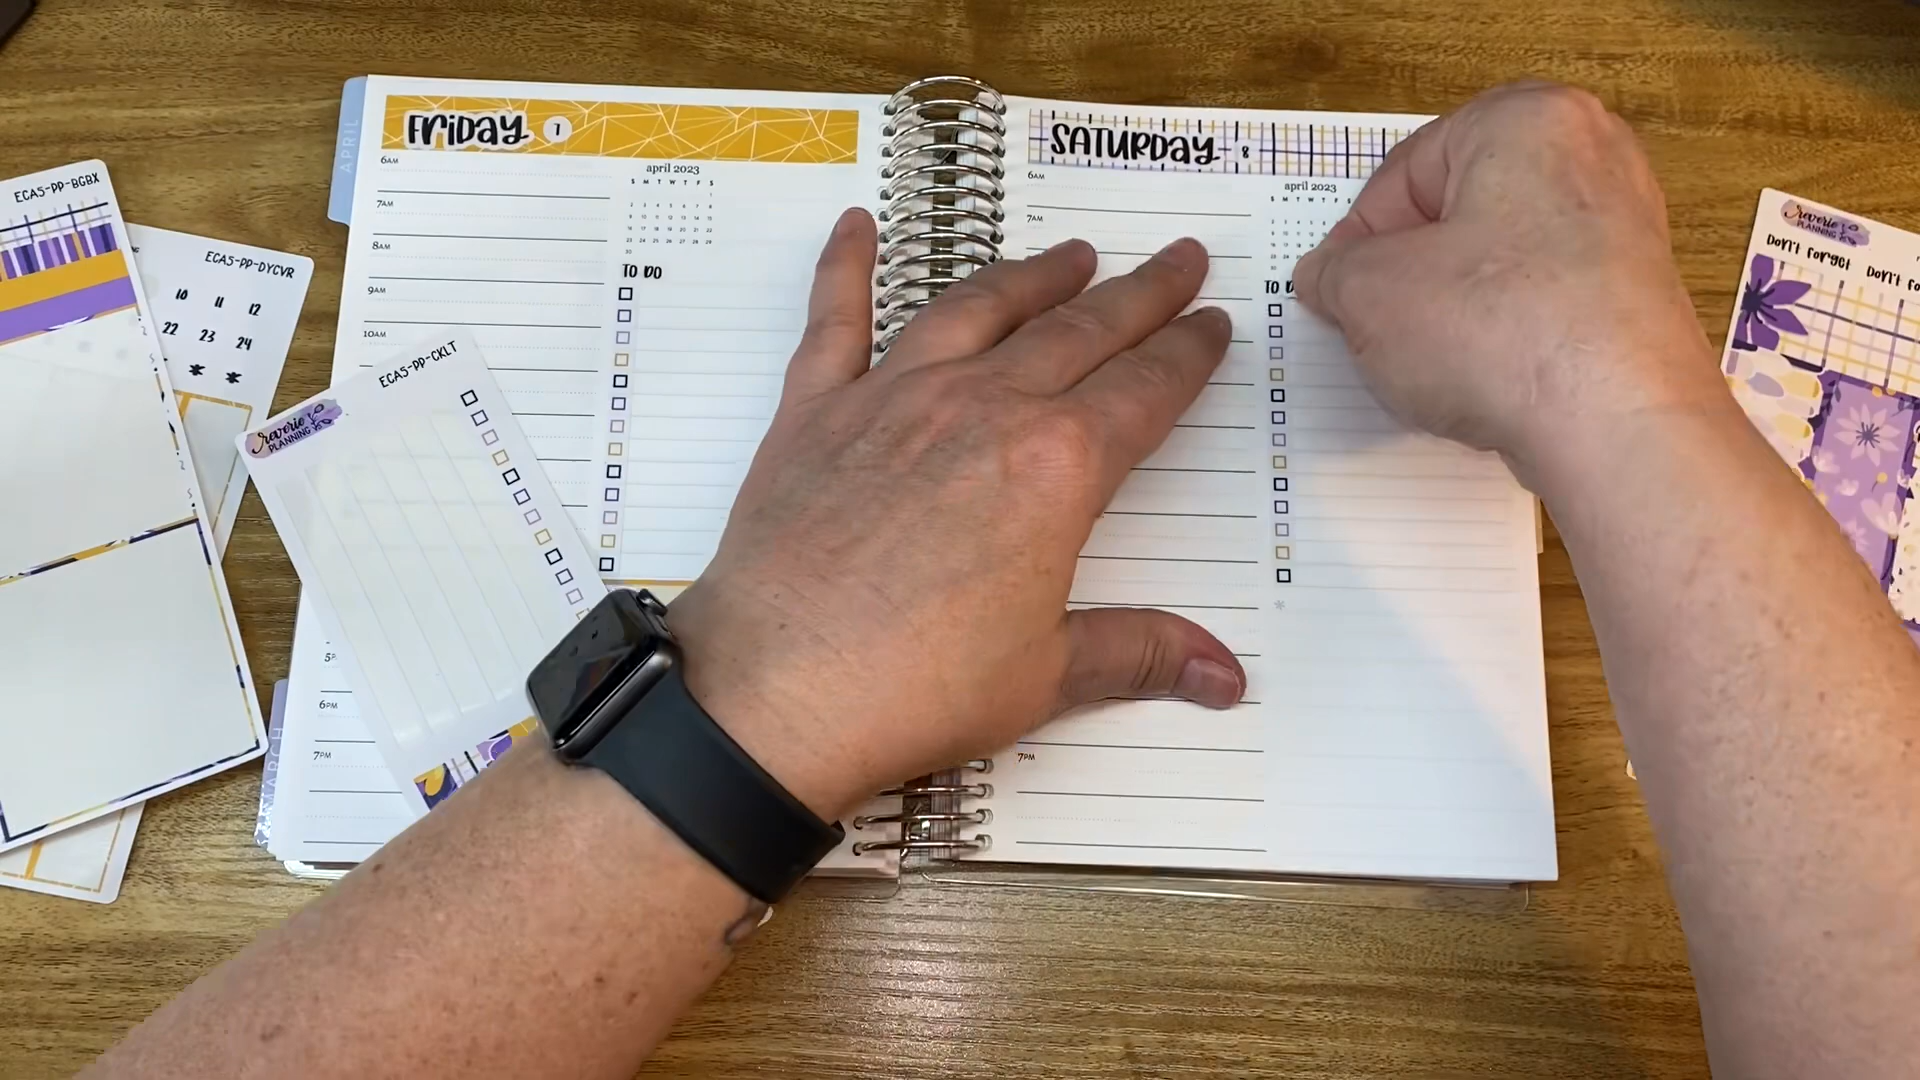 ECA5-PP-BGBX
ECA5-PP-DYCVR
10 11 12
22 23 24
* *
APRIL
FRIDAY 7
6AM
april 2023
S M T W T F S
7AM
8AM
TO DO
9AM
10AM
ECA5-PP-CKLT
reverie
PLANNING
6PM
7PM
MARCH
SATURDAY 8
6AM
april 2023
S M T W T F S
7AM
TO D
7PM
reverie
PLANNING
Don't forget Don't fo